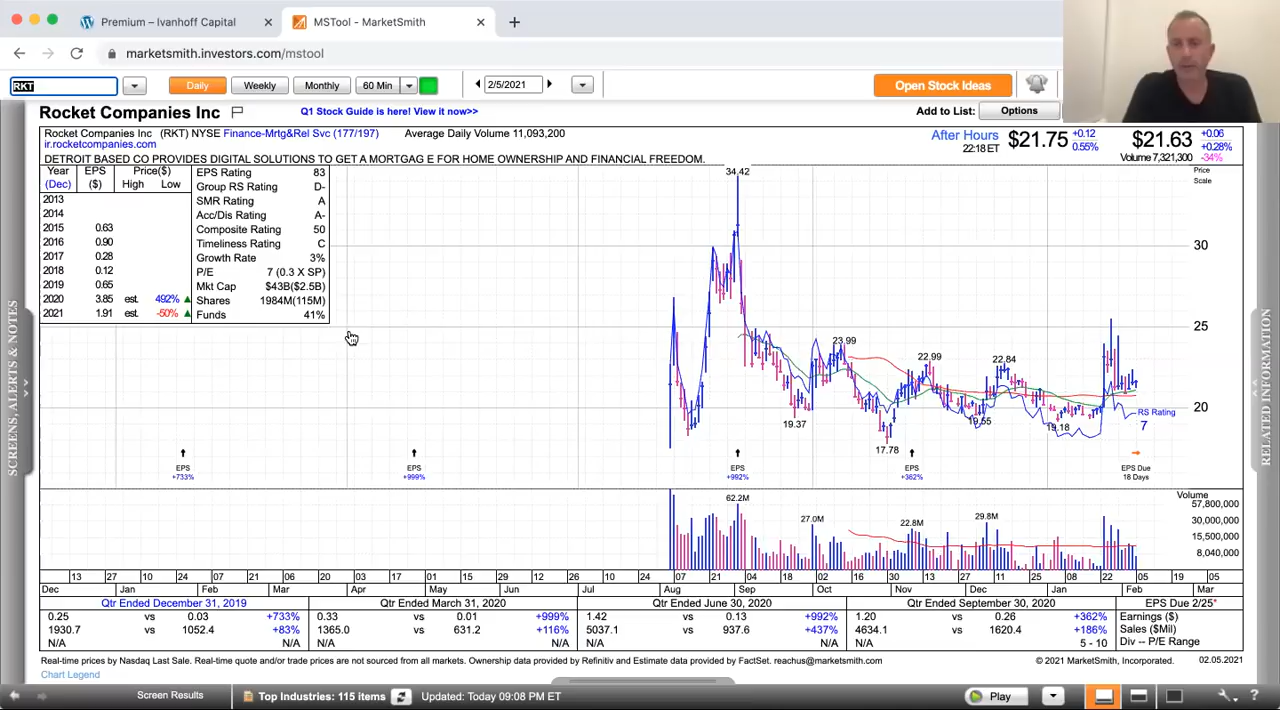 Premium – Ivanhoff Capital
MSTool - MarketSmith
marketsmith.investors.com/mstool
RKT
Daily
Weekly
Monthly
60 Min
2/5/2021
Open Stock Ideas
Rocket Companies Inc
Q1 Stock Guide is here! View it now>>
Add to List:
Options
Rocket Companies Inc (RKT) NYSE Finance-Mrtg&Rel Svc (177/197) Average Daily Volume 11,093,200
ir.rocketcompanies.com
After Hours
22:18 ET
$21.75
+0.12
0.55%
$21.63
+0.06
+0.28%
Volume 7,321,300 -34%
DETROIT BASED CO PROVIDES DIGITAL SOLUTIONS TO GET A MORTGAG E FOR HOME OWNERSHIP AND FINANCIAL FREEDOM.
Year EPS Price($)
(Dec) ($) High Low
2013
2014
2015 0.63
2016 0.90
2017 0.28
2018 0.12
2019 0.65
2020 3.85 est. 492%
2021 1.91 est. -50%
EPS Rating 83
Group RS Rating D-
SMR Rating A
Acc/Dis Rating A-
Composite Rating 50
Timeliness Rating C
Growth Rate 3%
P/E 7 (0.3 X SP)
Mkt Cap $43B($2.5B)
Shares 1984M(115M)
Funds 41%
Price
Scale
34.42
30
25
23.99
22.99
22.84
20
19.37
17.78
19.55
19.18
RS Rating
7
EPS
+733%
EPS
+999%
EPS
+992%
EPS
+362%
EPS Due
18 Days
Volume
62.2M
27.0M
22.8M
29.8M
57,800,000
30,000,000
15,500,000
8,040,000
13 27 10 24 07 21 06 20 03 17 01 15 29 12 26 10 24 07 21 04 18 02 16 30 13 27 11 24 08 22 05 19 05
Dec Jan Feb Mar Apr May Jun Jul Aug Sep Oct Nov Dec Jan Feb Mar
Qtr Ended December 31, 2019
Qtr Ended March 31, 2020
Qtr Ended June 30, 2020
Qtr Ended September 30, 2020
EPS Due 2/25*
0.25 vs 0.03 +733% 0.33 vs 0.01 +999% 1.42 vs 0.13 +992% 1.20 vs 0.26 +362% Earnings ($)
1930.7 vs 1052.4 +83% 1365.0 vs 631.2 +116% 5037.1 vs 937.6 +437% 4634.1 vs 1620.4 +186% Sales ($Mil)
N/A N/A N/A N/A N/A N/A N/A 5 - 10 Div -- P/E Range
Real-time prices by Nasdaq Last Sale. Real-time quote and/or trade prices are not sourced from all markets. Ownership data provided by Refinitiv and Estimate data provided by FactSet. reachus@marketsmith.com
© 2021 MarketSmith, Incorporated.
02.05.2021
Chart Legend
SCREENS, ALERTS & NOTES
RELATED INFORMATION
Screen Results
Top Industries: 115 items
Updated: Today 09:08 PM ET
Play